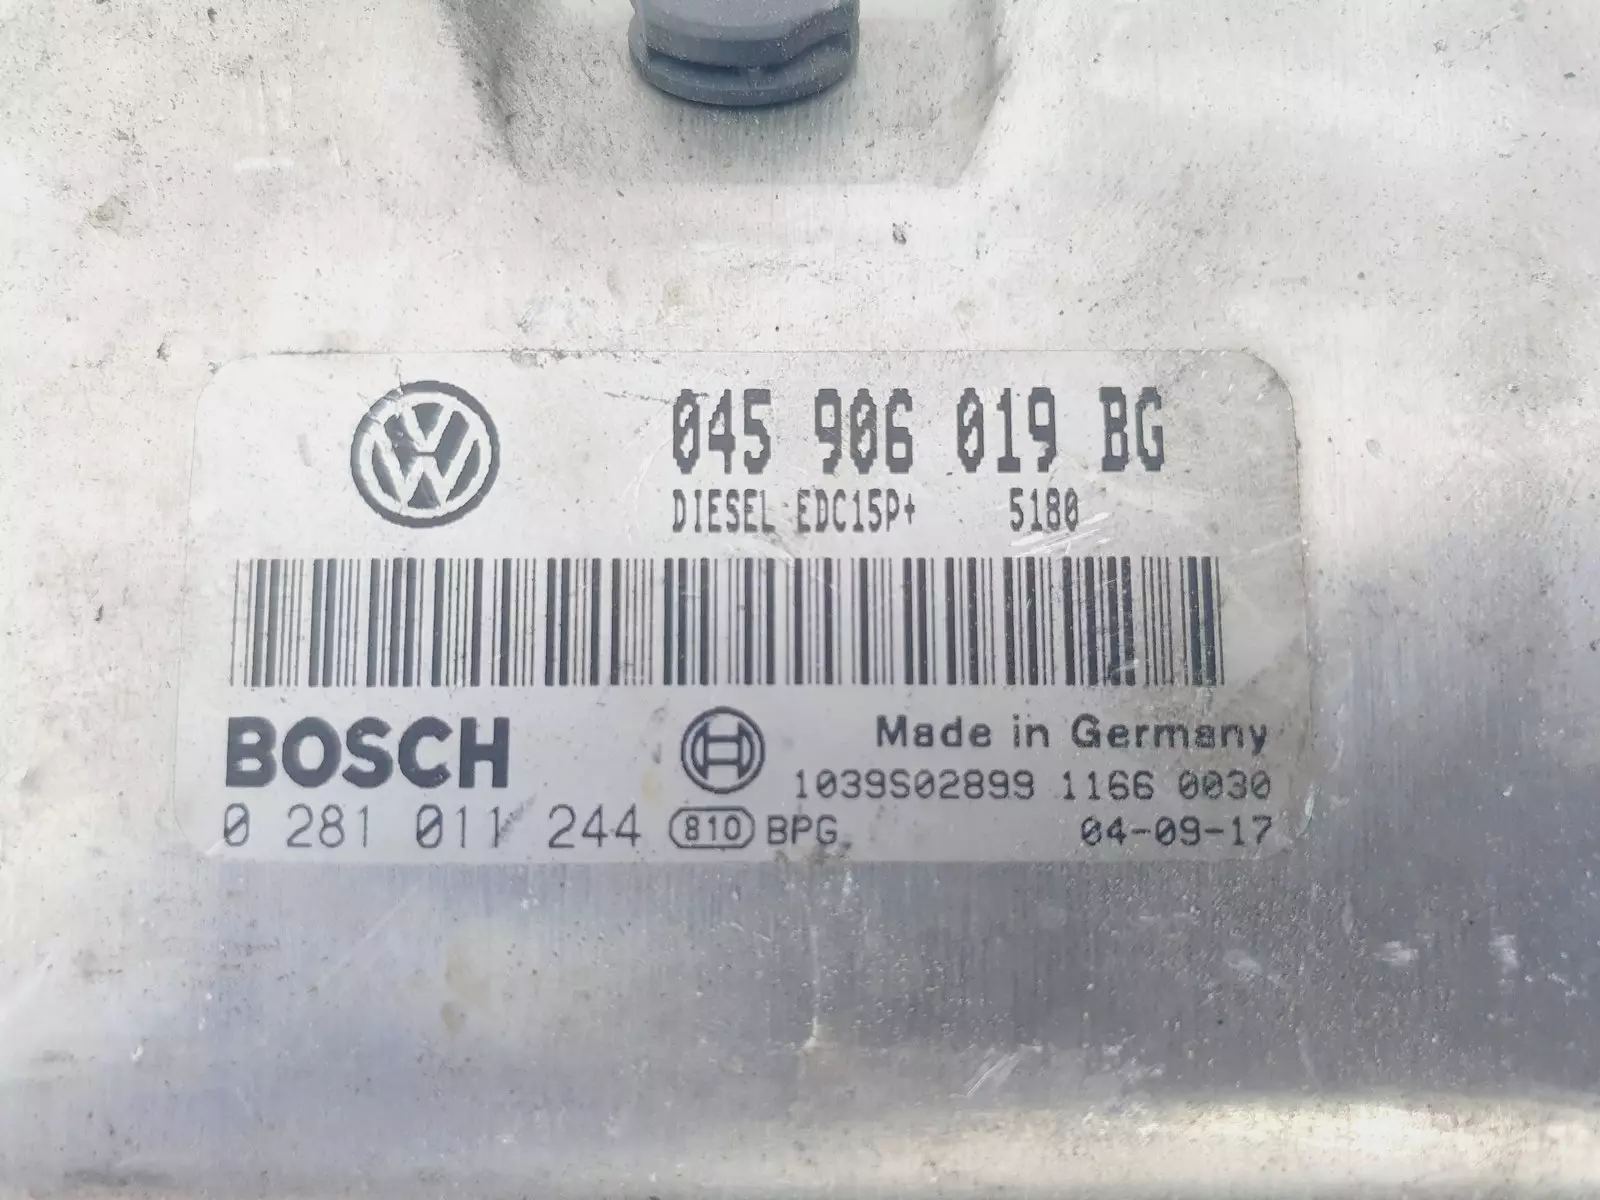 045 906 019 BG
DIESEL EDC15P+ 5180
BOSCH
Made in Germany
1039S02899 1166 0030
0 281 011 244 810 BPG
04-09-17